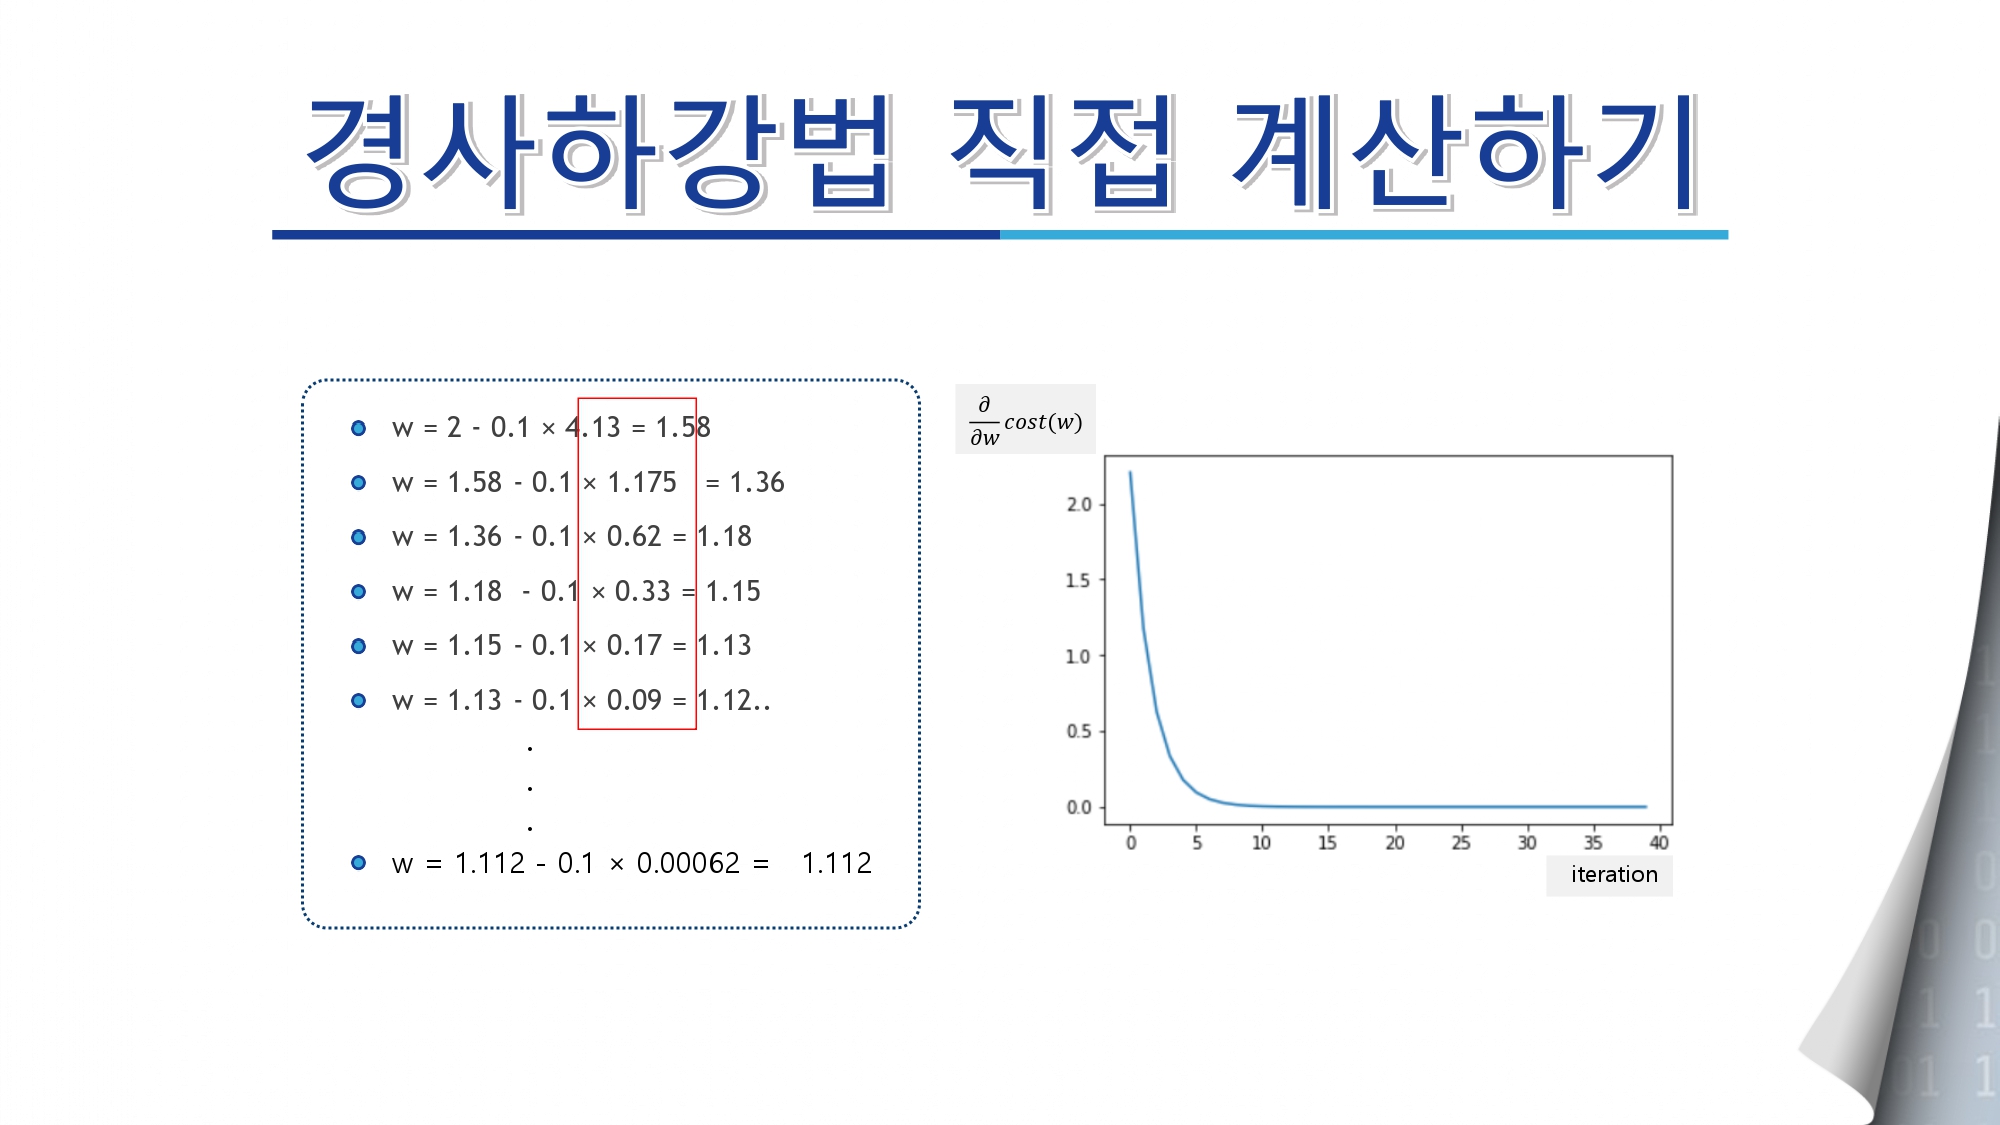 경사하강법 직접 계산하기
w = 2 - 0.1 × 4.13 = 1.58
w = 1.58 - 0.1 × 1.175 = 1.36
w = 1.36 - 0.1 × 0.62 = 1.18
w = 1.18 - 0.1 × 0.33 = 1.15
w = 1.15 - 0.1 × 0.17 = 1.13
w = 1.13 - 0.1 × 0.09 = 1.12..
.
.
.
w = 1.112 - 0.1 × 0.00062 = 1.112
∂
∂w cost(w)
2.0
1.5
1.0
0.5
0.0
0 5 10 15 20 25 30 35 40
iteration